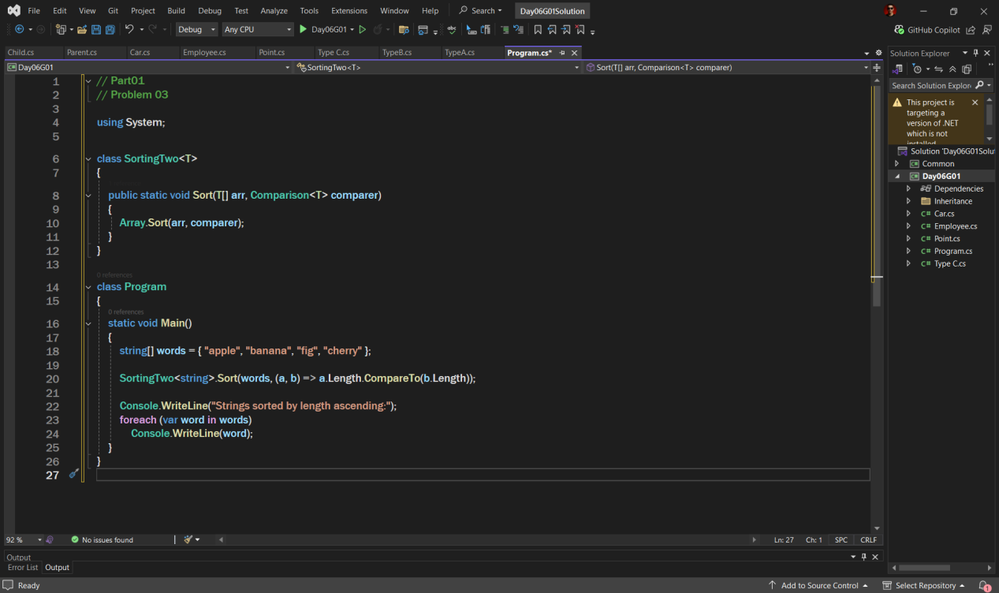 File Edit View Git Project Build Debug Test Analyze Tools Extensions Window Help Search Day06G01Solution
Debug Any CPU Day06G01 GitHub Copilot
Child.cs Parent.cs Car.cs Employee.cs Point.cs Type C.cs TypeB.cs TypeA.cs Program.cs*
Day06G01 SortingTwo<T> Sort(T[] arr, Comparison<T> comparer)
1 // Part01
2 // Problem 03
3
4 using System;
5
6 class SortingTwo<T>
7 {
8 public static void Sort(T[] arr, Comparison<T> comparer)
9 {
10 Array.Sort(arr, comparer);
11 }
12 }
13
0 references
14 class Program
15 {
0 references
16 static void Main()
17 {
18 string[] words = { "apple", "banana", "fig", "cherry" };
19
20 SortingTwo<string>.Sort(words, (a, b) => a.Length.CompareTo(b.Length));
21
22 Console.WriteLine("Strings sorted by length ascending:");
23 foreach (var word in words)
24 Console.WriteLine(word);
25 }
26 }
27
92 % No issues found Ln: 27 Ch: 1 SPC CRLF
Solution Explorer
Search Solution Explor
This project is
targeting a
version of .NET
which is not
installed
Solution 'Day06G01Solu
Common
Day06G01
Dependencies
Inheritance
C# Car.cs
C# Employee.cs
C# Point.cs
C# Program.cs
C# Type C.cs
Output
Error List Output
Ready Add to Source Control Select Repository 1